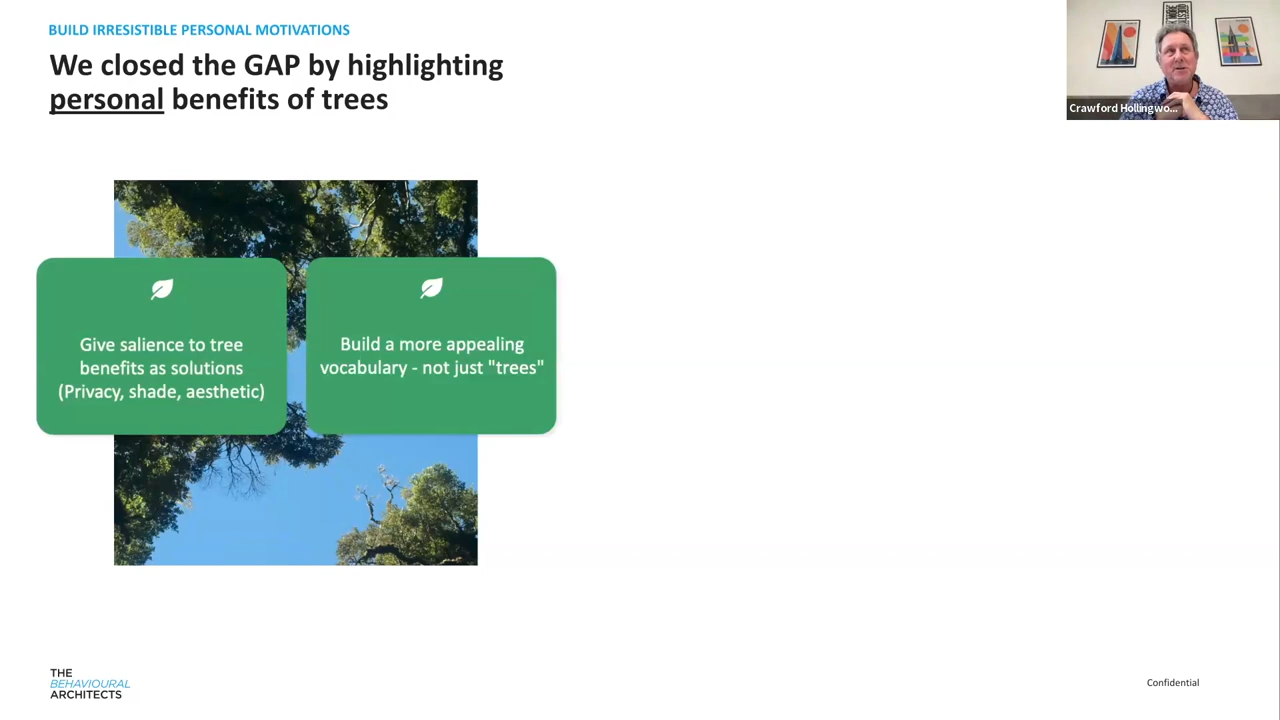 BUILD IRRESISTIBLE PERSONAL MOTIVATIONS
We closed the GAP by highlighting
personal benefits of trees
Crawford Hollingwo...
Give salience to tree
benefits as solutions
(Privacy, shade, aesthetic)
Build a more appealing
vocabulary - not just "trees"
THE
BEHAVIOURAL
ARCHITECTS
Confidential